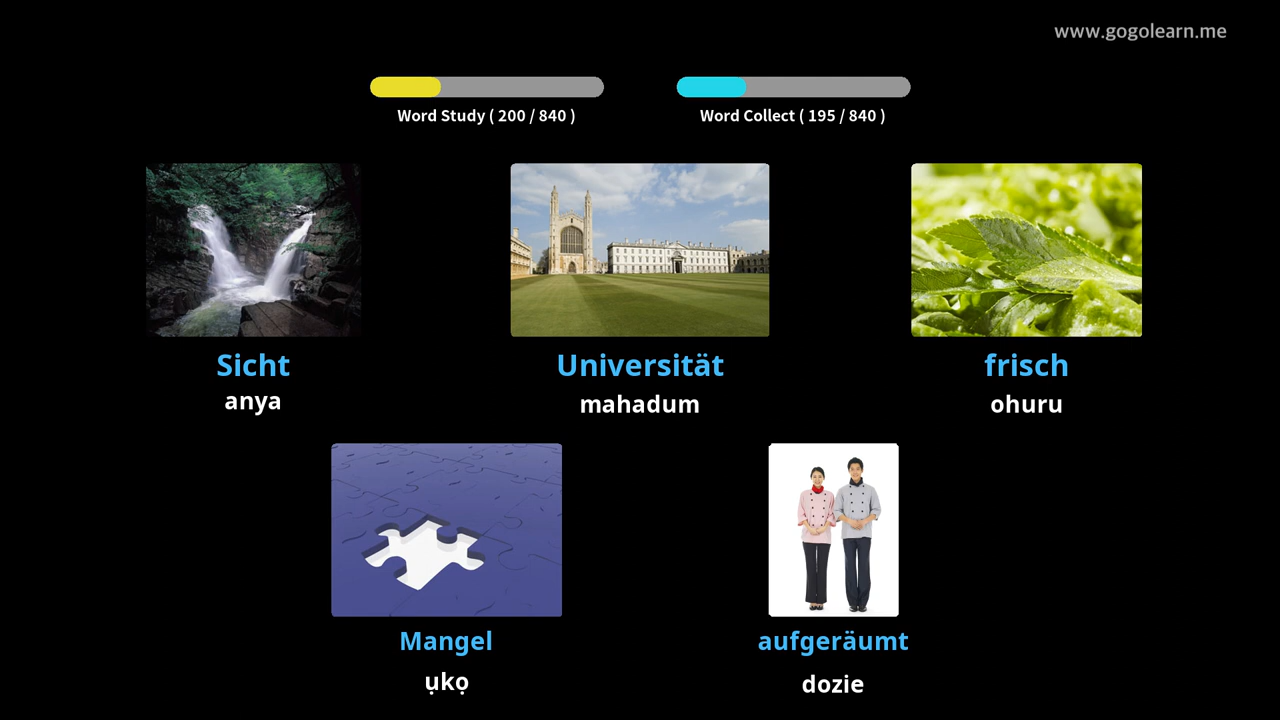 www.gogolearn.me
Word Study ( 200 / 840 )
Word Collect ( 195 / 840 )
Sicht
anya
Universität
mahadum
frisch
ohuru
Mangel
ụkọ
aufgeräumt
dozie